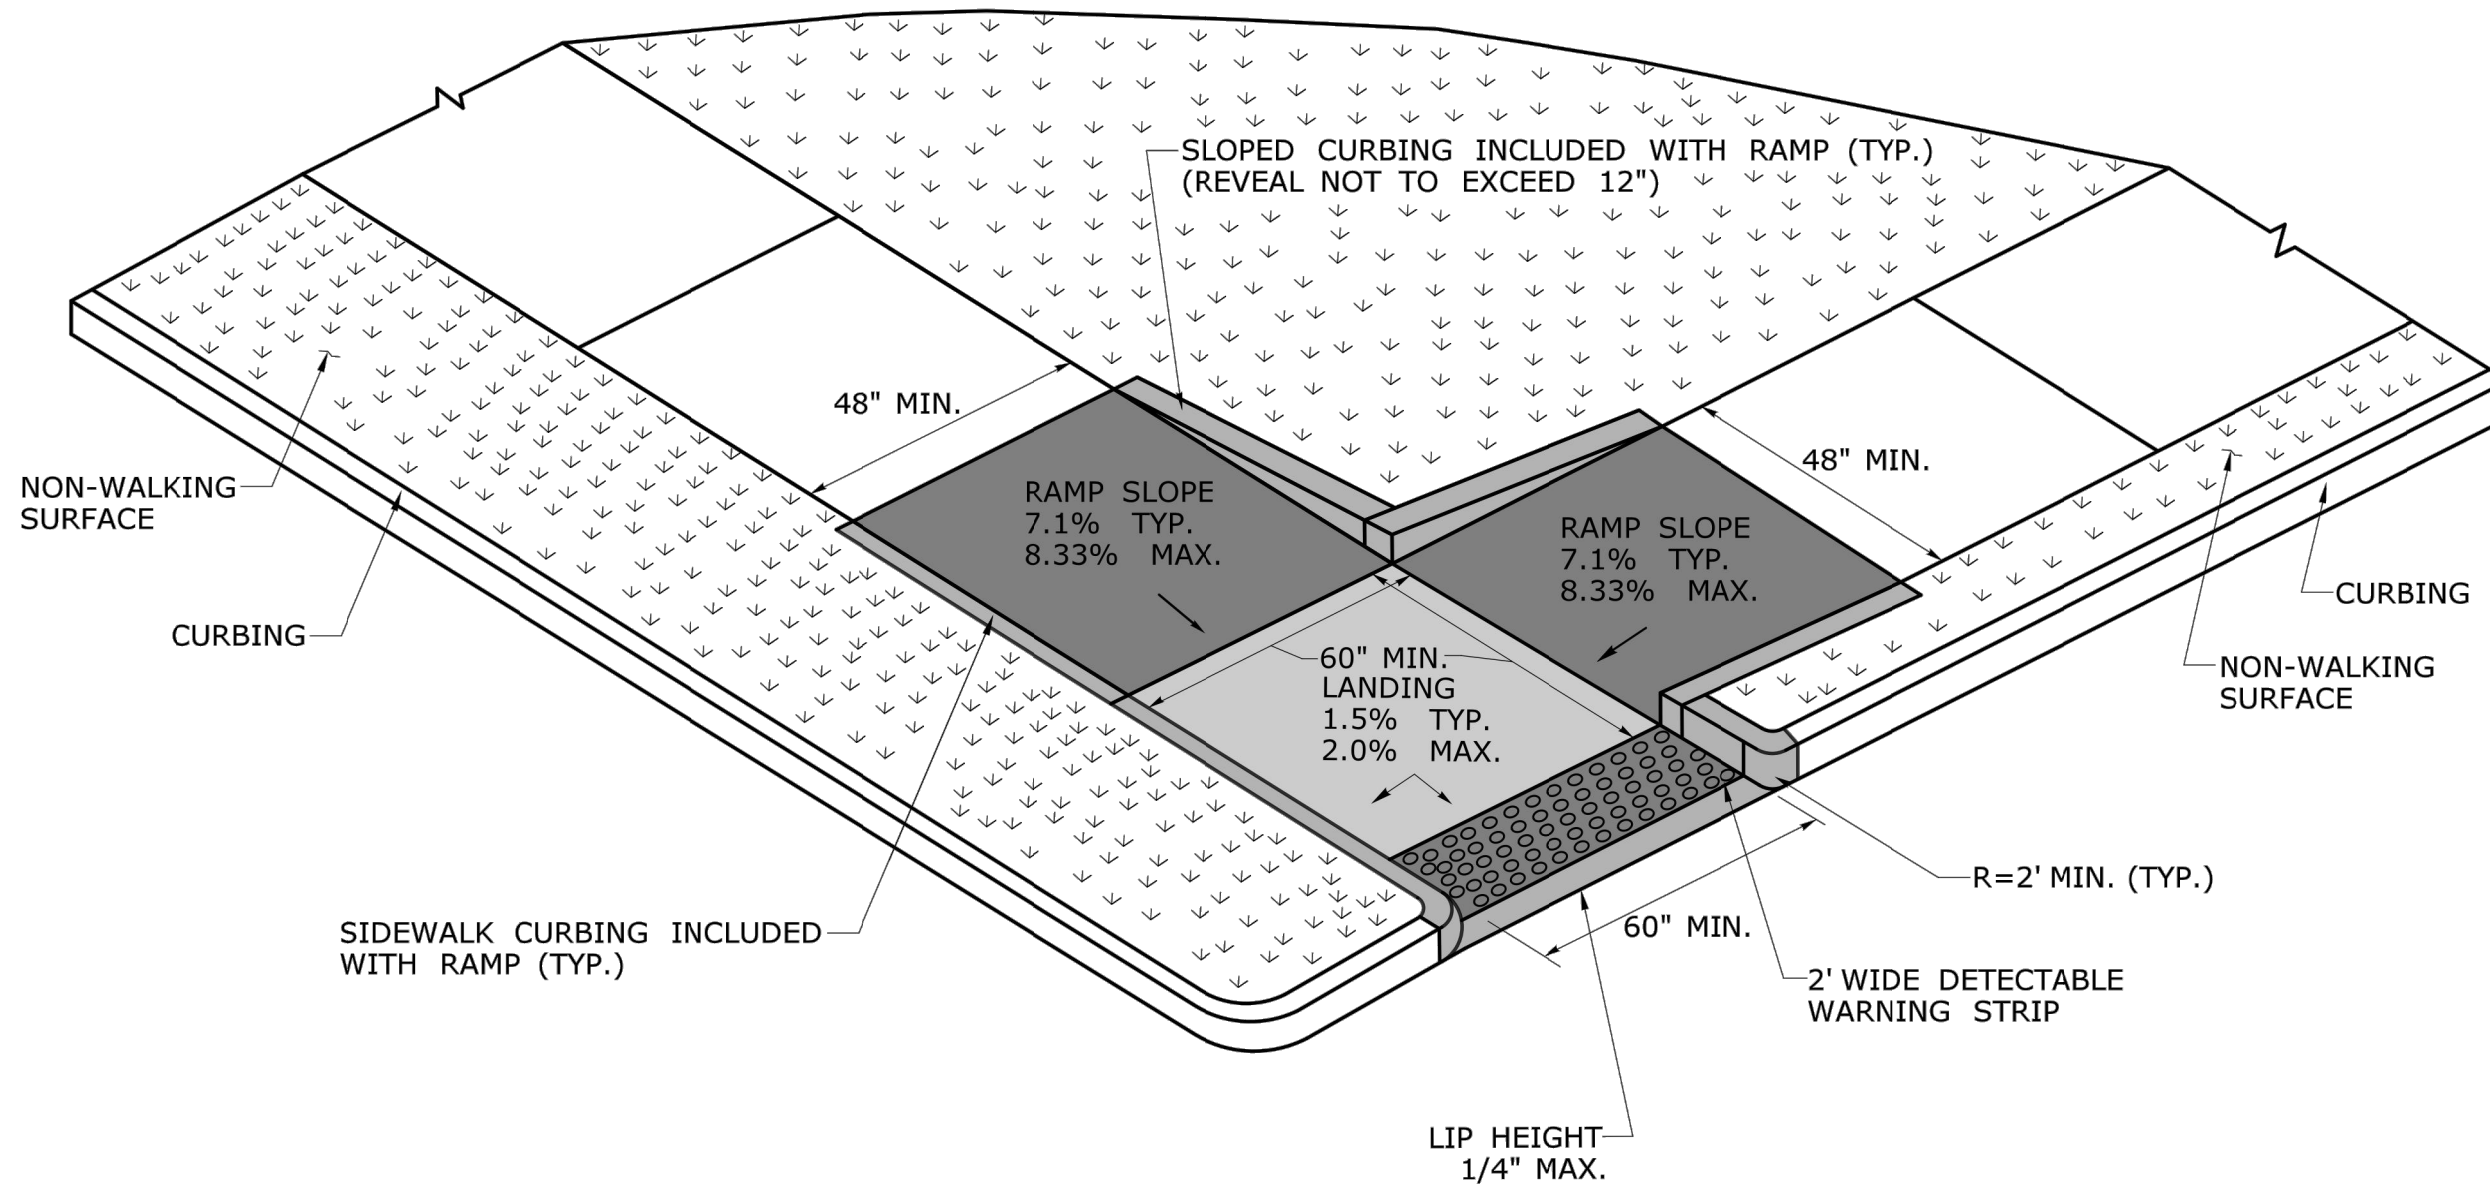 SLOPED CURBING INCLUDED WITH RAMP (TYP.)
(REVEAL NOT TO EXCEED 12")
48" MIN.
48" MIN.
NON-WALKING
SURFACE
RAMP SLOPE
7.1% TYP.
8.33% MAX.
RAMP SLOPE
7.1% TYP.
8.33% MAX.
CURBING
CURBING
60" MIN.
LANDING
1.5% TYP.
2.0% MAX.
NON-WALKING
SURFACE
R=2' MIN. (TYP.)
SIDEWALK CURBING INCLUDED
WITH RAMP (TYP.)
60" MIN.
2' WIDE DETECTABLE
WARNING STRIP
LIP HEIGHT
1/4" MAX.